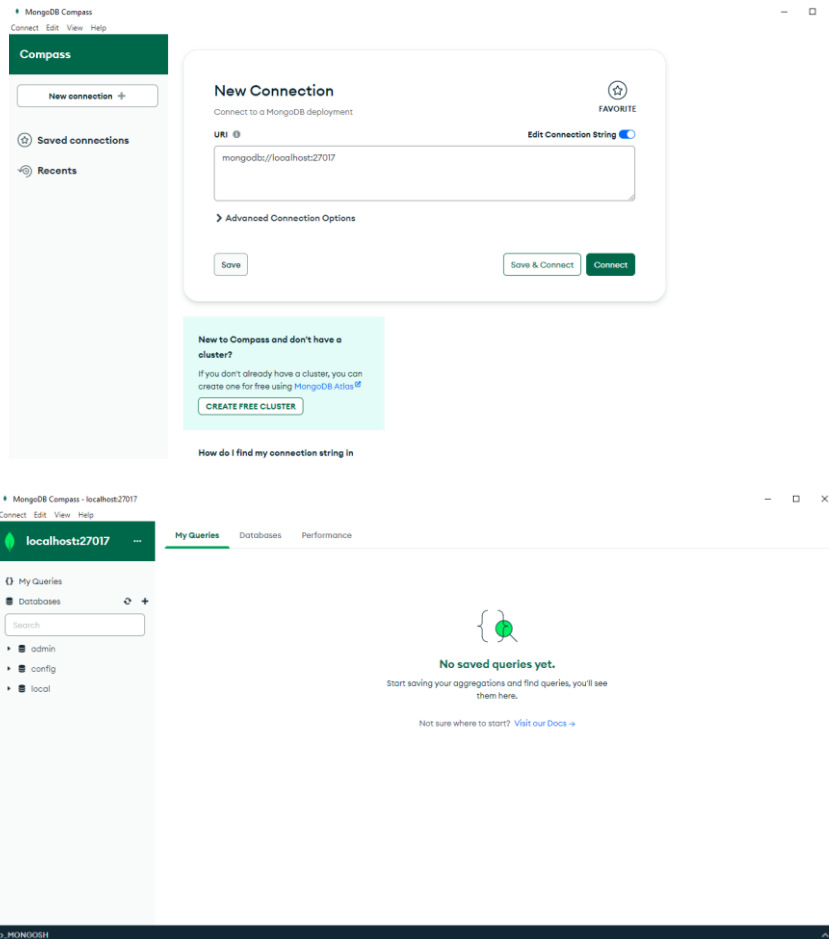 MongoDB Compass
Connect Edit View Help
Compass
New connection +
Saved connections
Recents
New Connection
Connect to a MongoDB deployment
FAVORITE
URI
Edit Connection String
mongodb://localhost:27017
Advanced Connection Options
Save
Save & Connect
Connect
New to Compass and don't have a
cluster?
If you don't already have a cluster, you can
create one for free using MongoDB Atlas
CREATE FREE CLUSTER
How do I find my connection string in
MongoDB Compass - localhost:27017
Connect Edit View Help
localhost:27017 ...
My Queries
Databases
Search
admin
config
local
My Queries Databases Performance
{ }
No saved queries yet.
Start saving your aggregations and find queries, you'll see
them here.
Not sure where to start? Visit our Docs →
>_MONGOSH